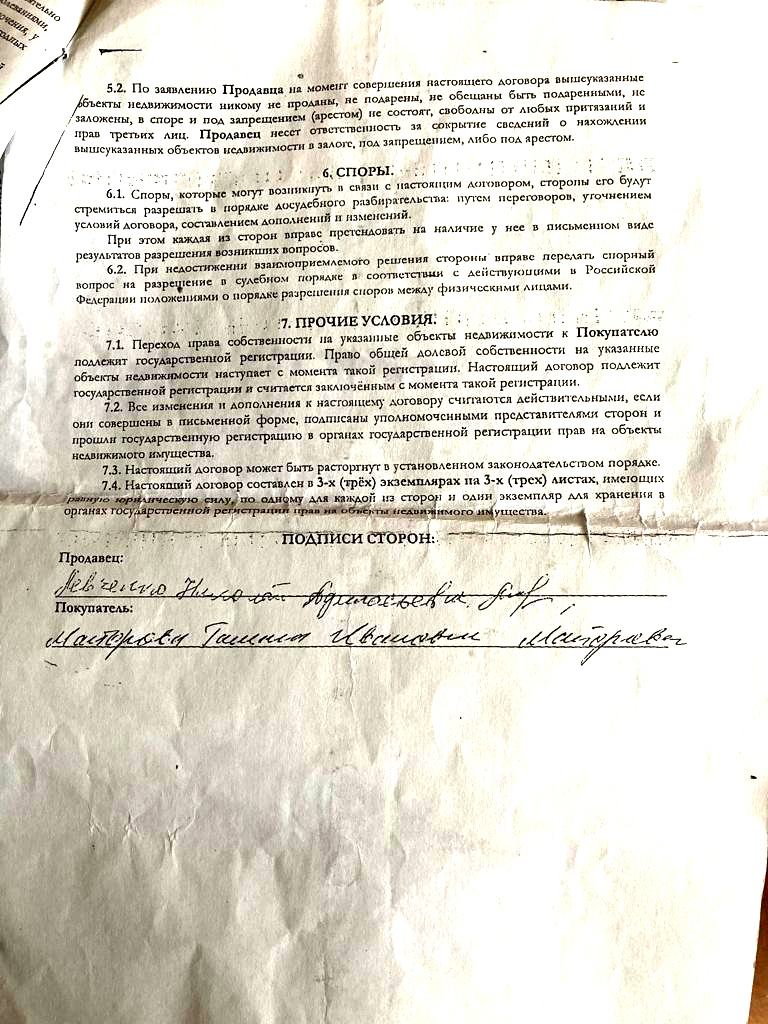 ительно
олеваниями,
ючения, у
одных
й
5.2. По заявлению Продавца на момент совершения настоящего договора вышеуказанные
объекты недвижимости никому не проданы, не подарены, не обещаны быть подаренными, не
заложены, в споре и под запрещением (арестом) не состоят, свободны от любых притязаний и
прав третьих лиц. Продавец несет ответственность за сокрытие сведений о нахождении
вышеуказанных объектов недвижимости в залоге, под запрещением, либо под арестом.
6. СПОРЫ.
6.1. Споры, которые могут возникнуть в связи с настоящим договором, стороны его будут
стремиться разрешать в порядке досудебного разбирательства: путем переговоров, уточнением
условий договора, составлением дополнений и изменений.
При этом каждая из сторон вправе претендовать на наличие у нее в письменном виде
результатов разрешения возникших вопросов.
6.2. При недостижении взаимоприемлемого решения стороны вправе передать спорный
вопрос на разрешение в судебном порядке в соответствии с действующими в Российской
Федерации положениями о порядке разрешения споров между физическими лицами.
7. ПРОЧИЕ УСЛОВИЯ.
7.1. Переход права собственности на указанные объекты недвижимости к Покупателю
подлежит государственной регистрации. Право общей долевой собственности на указанные
объекты недвижимости наступает с момента такой регистрации. Настоящий договор подлежит
государственной регистрации и считается заключённым с момента такой регистрации.
7.2. Все изменения и дополнения к настоящему договору считаются действительными, если
они совершены в письменной форме, подписаны уполномоченными представителями сторон и
прошли государственную регистрацию в органах государственной регистрации прав на объекты
недвижимого имущества.
7.3. Настоящий договор может быть расторгнут в установленном законодательством порядке.
7.4. Настоящий договор составлен в 3-х (трёх) экземплярах на 3-х (трех) листах, имеющих
равную юридическую силу, по одному для каждой из сторон и один экземпляр для хранения в
органах государственной регистрации прав на объекты недвижимого имущества.
ПОДПИСИ СТОРОН:
Продавец:
Левченко Николай
Покупатель:
Майорова Галина Ивановна Майорова